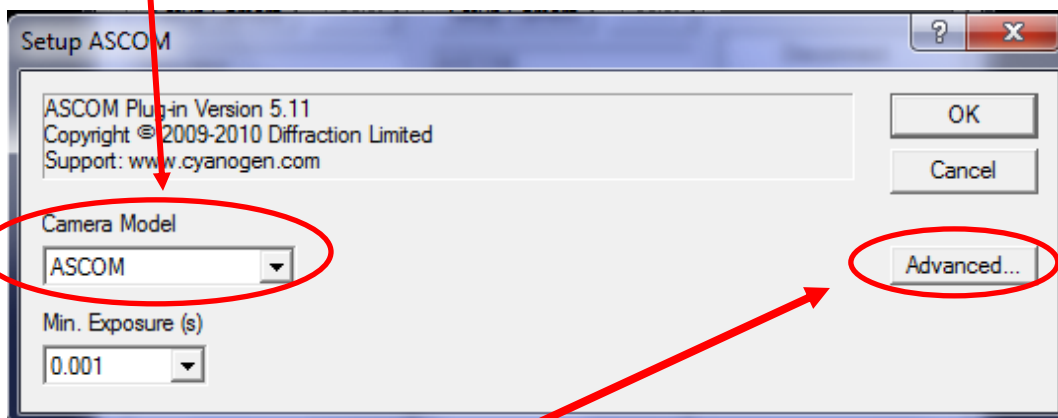 Setup ASCOM
ASCOM Plug-in Version 5.11
Copyright © 2009-2010 Diffraction Limited
Support: www.cyanogen.com
OK
Cancel
Camera Model
ASCOM
Advanced...
Min. Exposure (s)
0.001